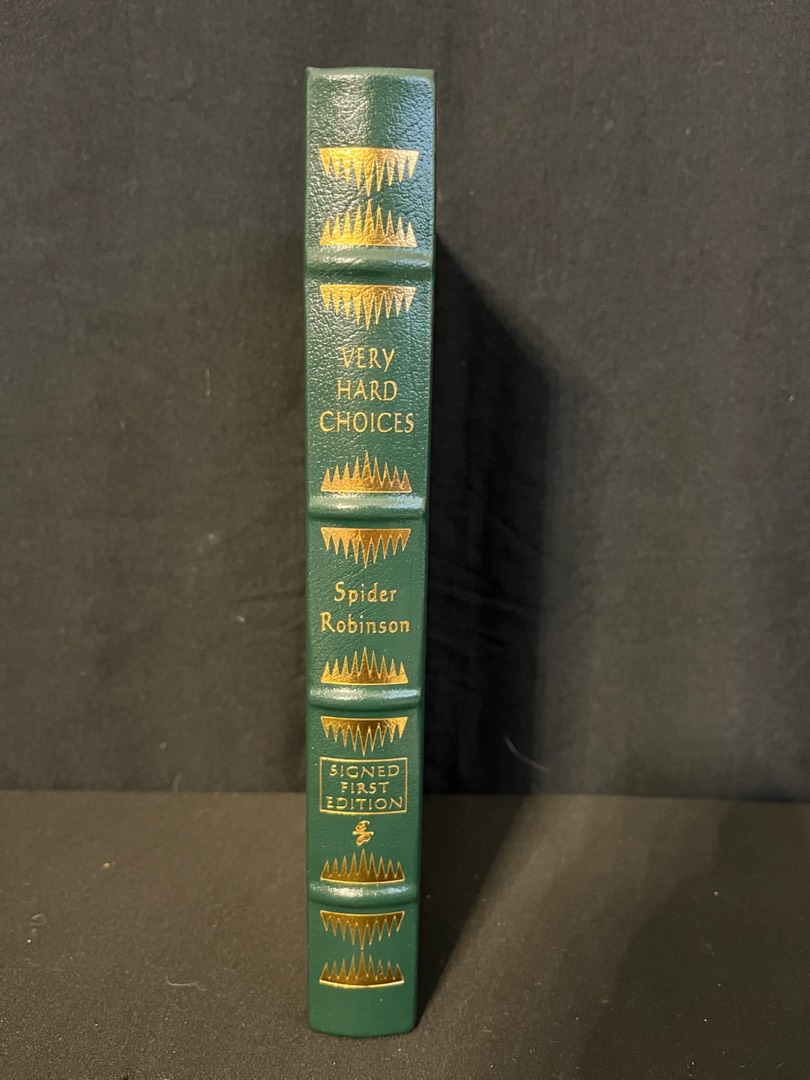 VERY
HARD
CHOICES
Spider
Robinson
SIGNED
FIRST
EDITION